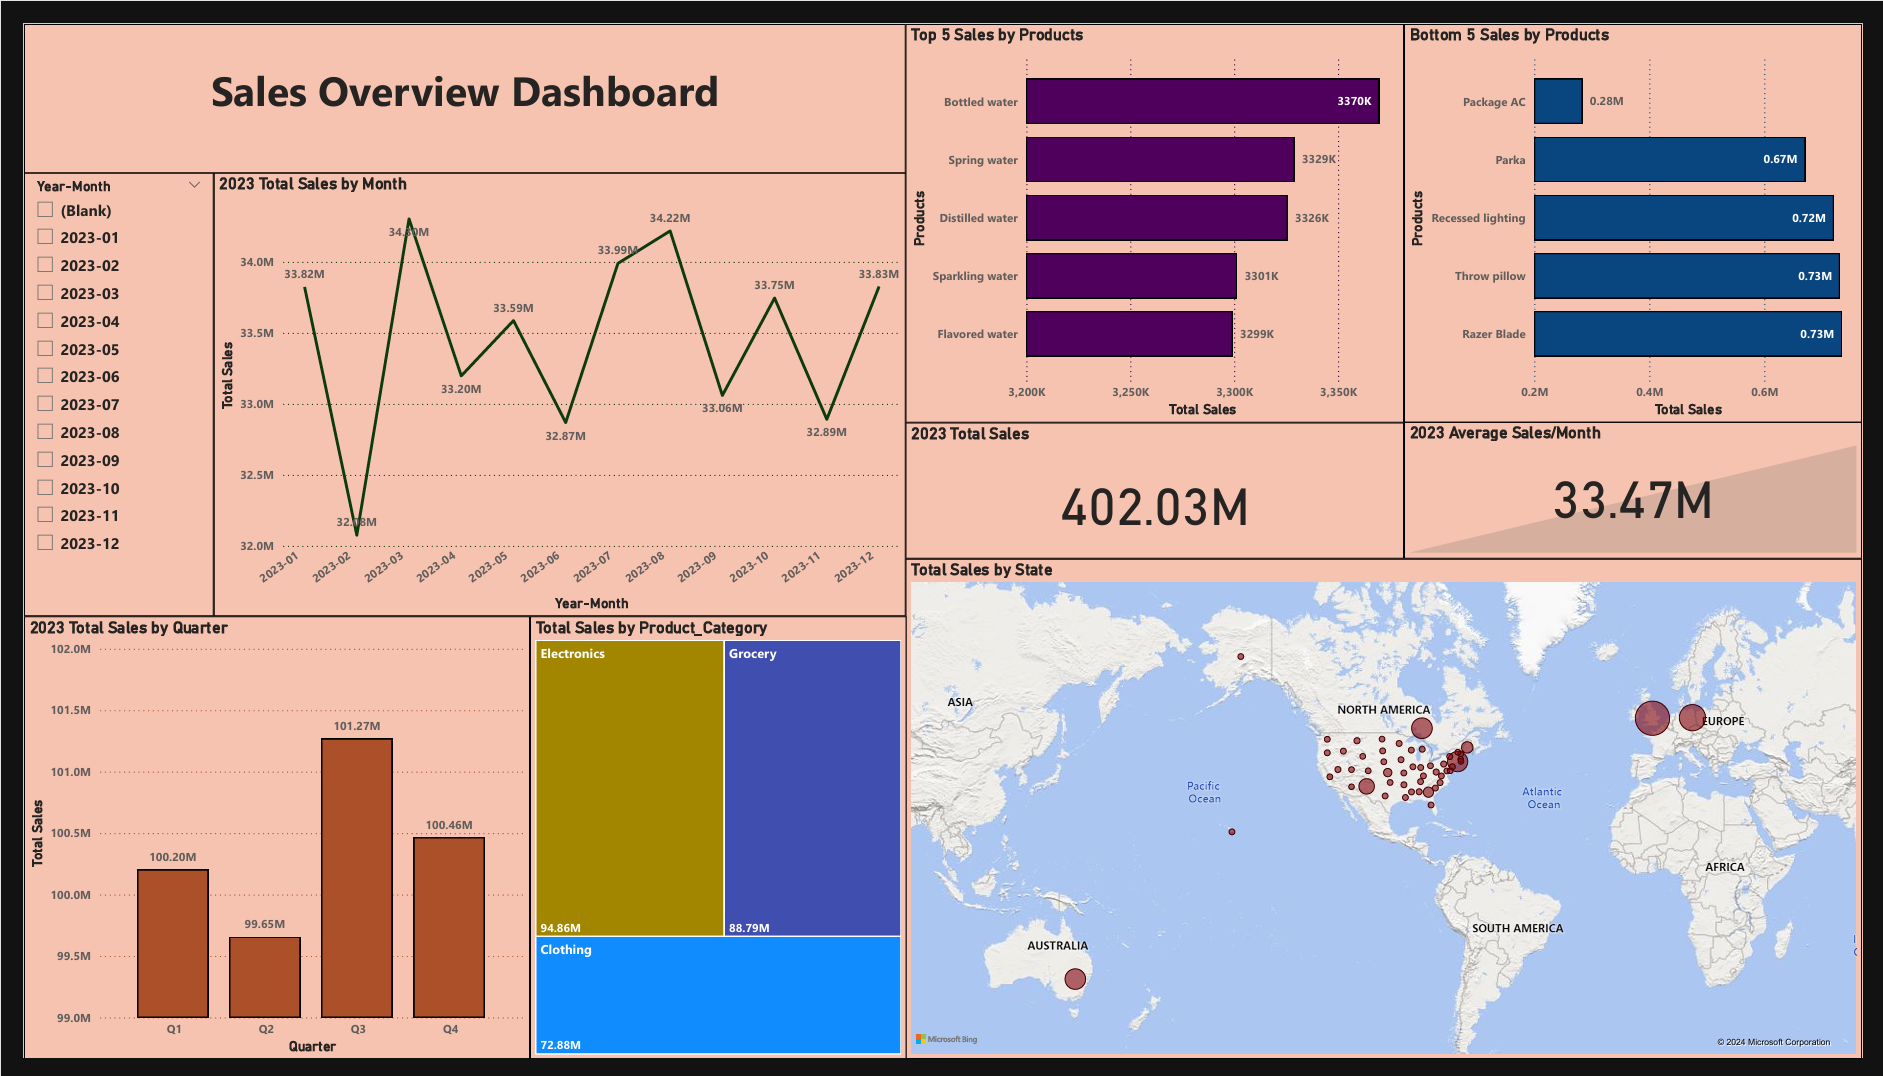 Sales Overview Dashboard
Year-Month
(Blank)
2023-01
2023-02
2023-03
2023-04
2023-05
2023-06
2023-07
2023-08
2023-09
2023-10
2023-11
2023-12
2023 Total Sales by Month
Total Sales
34.0M
33.5M
33.0M
32.5M
32.0M
33.82M
33.20M
33.59M
32.87M
33.99M
34.22M
33.06M
33.75M
32.89M
33.83M
2023-01
2023-02
2023-03
2023-04
2023-05
2023-06
2023-07
2023-08
2023-09
2023-10
2023-11
2023-12
Year-Month
Top 5 Sales by Products
Products
Bottled water
3370K
Spring water
3329K
Distilled water
3326K
Sparkling water
3301K
Flavored water
3299K
3,200K
3,250K
3,300K
3,350K
Total Sales
Bottom 5 Sales by Products
Products
Package AC
0.28M
Parka
0.67M
Recessed lighting
0.72M
Throw pillow
0.73M
Razer Blade
0.73M
0.2M
0.4M
0.6M
Total Sales
2023 Total Sales
402.03M
2023 Average Sales/Month
33.47M
2023 Total Sales by Quarter
Total Sales
102.0M
101.5M
101.0M
100.5M
100.0M
99.5M
99.0M
100.20M
99.65M
101.27M
100.46M
Q1
Q2
Q3
Q4
Quarter
Total Sales by Product_Category
Electronics
94.86M
Grocery
88.79M
Clothing
72.88M
Total Sales by State
ASIA
NORTH AMERICA
EUROPE
Pacific
Ocean
Atlantic
Ocean
AFRICA
SOUTH AMERICA
AUSTRALIA
Microsoft Bing
© 2024 Microsoft Corporation